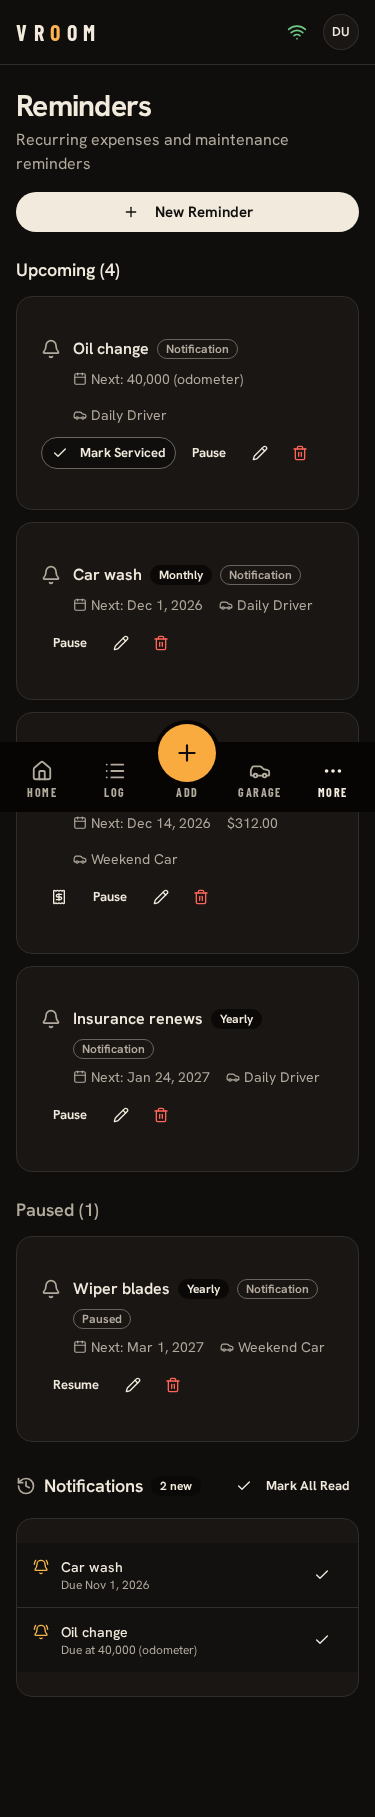 VROOM
DU
Reminders
Recurring expenses and maintenance
reminders
New Reminder
Upcoming (4)
Oil change Notification
Next: 40,000 (odometer)
Daily Driver
Mark Serviced Pause
Car wash Monthly Notification
Next: Dec 1, 2026 Daily Driver
Pause
HOME LOG ADD GARAGE MORE
Next: Dec 14, 2026 $312.00
Weekend Car
Pause
Insurance renews Yearly
Notification
Next: Jan 24, 2027 Daily Driver
Pause
Paused (1)
Wiper blades Yearly Notification
Paused
Next: Mar 1, 2027 Weekend Car
Resume
Notifications 2 new Mark All Read
Car wash
Due Nov 1, 2026
Oil change
Due at 40,000 (odometer)